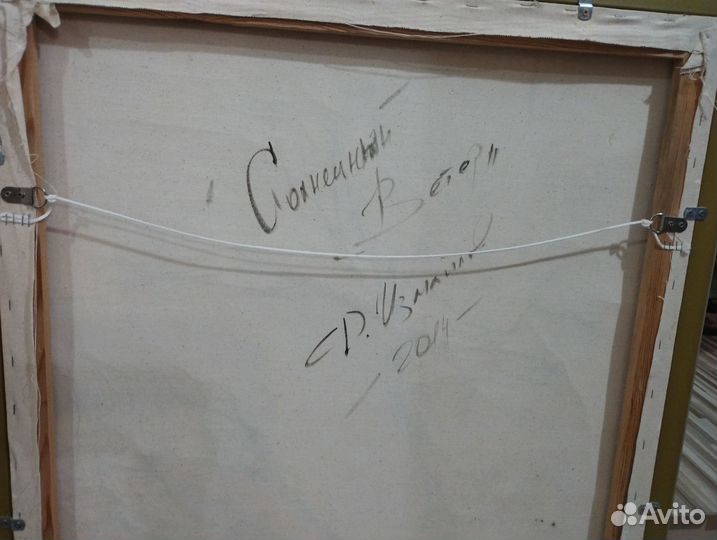 Солнечный
Ветер"
Ф. Измайлов
2014
Avito